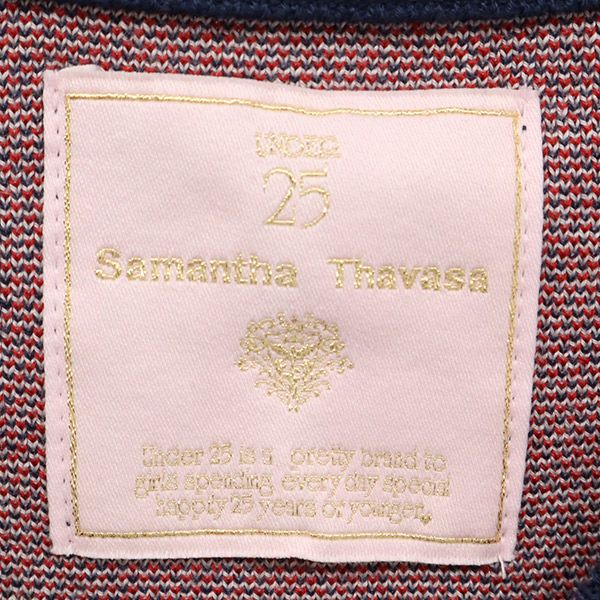 UNDER
25
Samantha Thavasa
Under 25 is a pretty brand to
girls spending every day special
happily 25 years or younger.